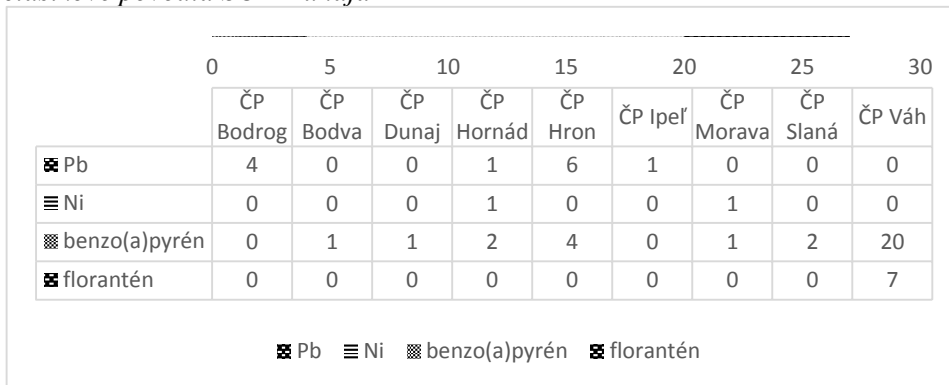 0 5 10 15 20 25 30
ČP Bodrog ČP Bodva ČP Dunaj ČP Hornád ČP Hron ČP Ipeľ ČP Morava ČP Slaná ČP Váh
Pb 4 0 0 1 6 1 0 0 0
Ni 0 0 0 1 0 0 1 0 0
benzo(a)pyrén 0 1 1 2 4 0 1 2 20
florantén 0 0 0 0 0 0 0 0 7
Pb Ni benzo(a)pyrén florantén